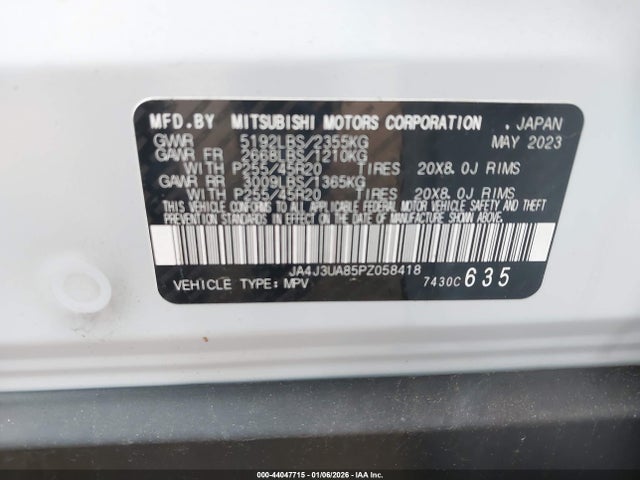 MFD.BY MITSUBISHI MOTORS CORPORATION , JAPAN
GVWR 5192LBS/2355KG MAY 2023
GAWR FR 2668LBS/1210KG
WITH P255/45R20 TIRES 20X8.0J RIMS
GAWR RR 3009LBS/1365KG
WITH P255/45R20 TIRES 20X8.0J RIMS
THIS VEHICLE CONFORMS TO ALL APPLICABLE FEDERAL MOTOR VEHICLE SAFETY AND
THEFT PREVENTION STANDARDS IN EFFECT ON THE DATE OF MANUFACTURE SHOWN ABOVE.
JA4J3UA85PZ058418
VEHICLE TYPE:MPV 7430C 635
000-44047715 - 01/06/2026 - IAA Inc.